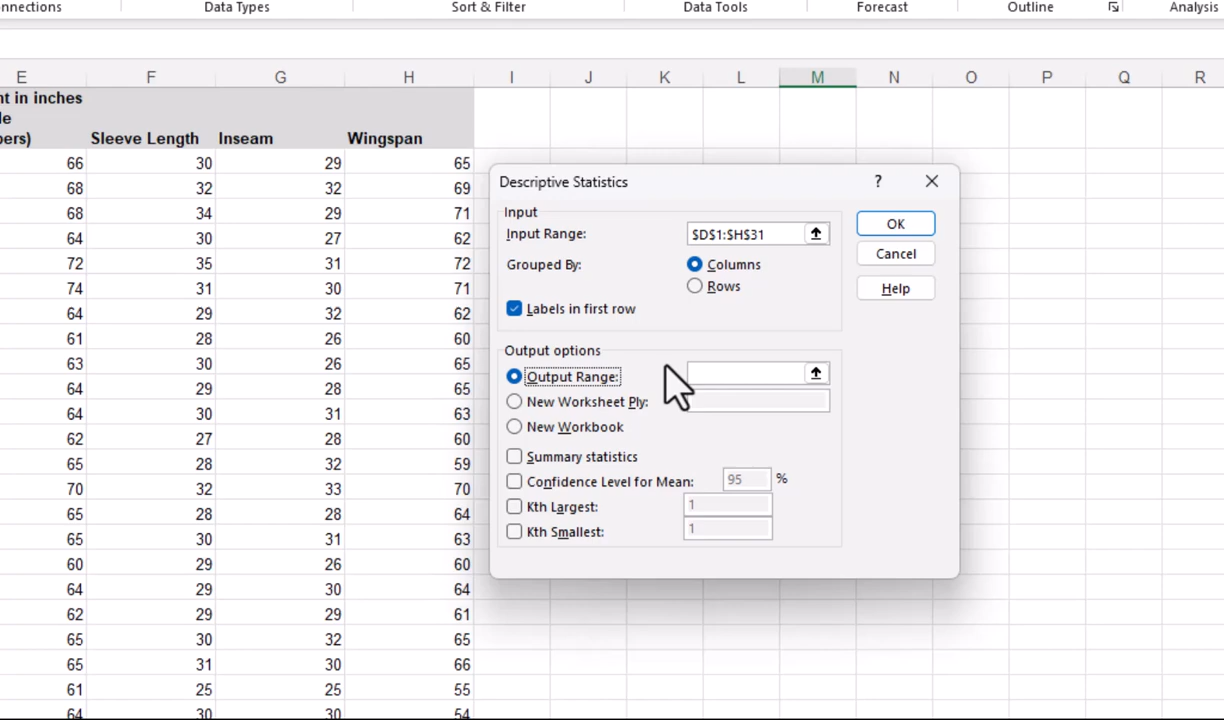 nnections Data Types Sort & Filter Data Tools Forecast Outline Analysis
E F G H I J K L M N O P Q R
nt in inches
le
pers) Sleeve Length Inseam Wingspan
66 30 29 65
68 32 32 69
68 34 29 71
64 30 27 62
72 35 31 72
74 31 30 71
64 29 32 62
61 28 26 60
63 30 26 65
64 29 28 65
64 30 31 63
62 27 28 60
65 28 32 59
70 32 33 70
65 28 28 64
65 30 31 63
60 29 26 60
64 29 30 64
62 29 29 61
65 30 32 65
65 31 30 66
61 25 25 55
64 30 30 54
Descriptive Statistics ?
Input
Input Range: $D$1:$H$31
Grouped By: Columns
Rows
Labels in first row
OK
Cancel
Help
Output options
Output Range:
New Worksheet Ply:
New Workbook
Summary statistics
Confidence Level for Mean: 95 %
Kth Largest: 1
Kth Smallest: 1